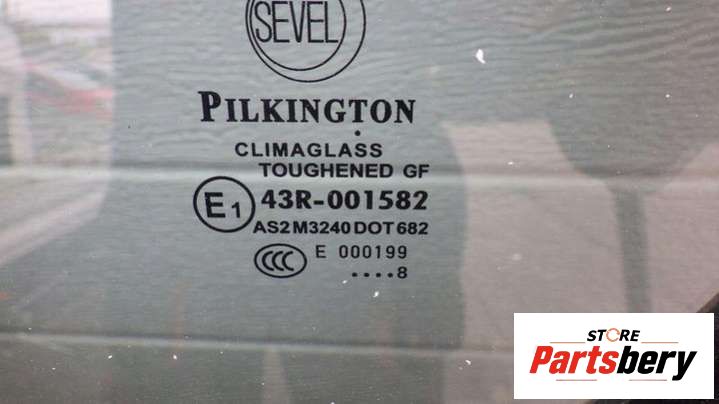 SEVEL
PILKINGTON
CLIMAGLASS
TOUGHENED GF
E1 43R-001582
AS2 M3240 DOT 682
CCC E 000199
....8
STORE
Partsbery